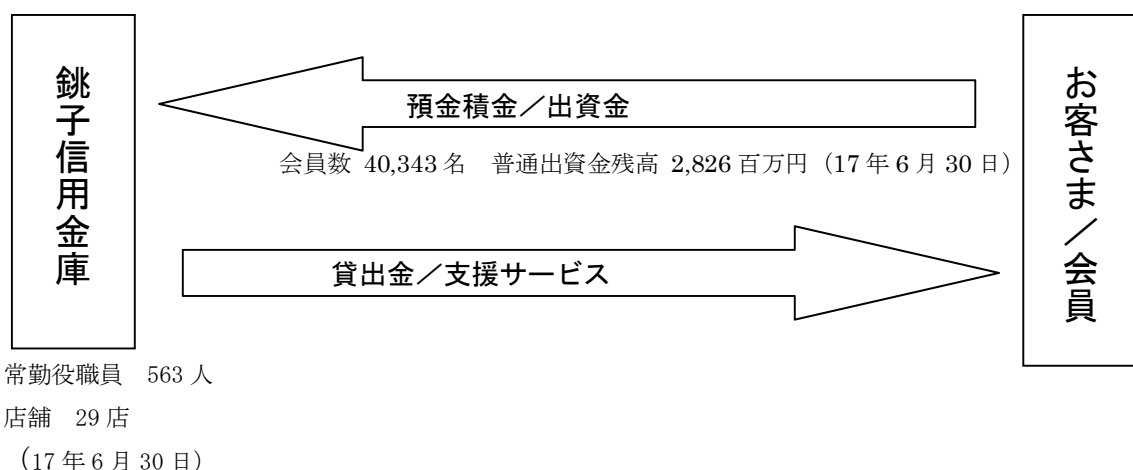 銚子信用金庫
預金積金／出資金
会員数 40,343 名 普通出資金残高 2,826 百万円（17 年 6 月 30 日）
貸出金／支援サービス
お客さま／会員
常勤役職員 563 人
店舗 29 店
（17 年 6 月 30 日）